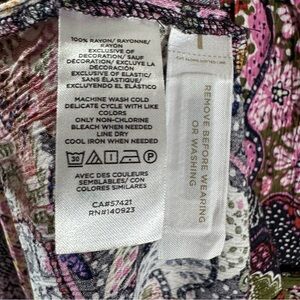 100% RAYON/RAYONNE/
RAYON
EXCLUSIVE OF
DECORATION/SAUF
DÉCORATION/EXCLUYE LA
DECORACIÓN
EXCLUSIVE OF ELASTIC/
SANS ÉLASTIQUE/
EXCLUYENDO EL ELÁSTICO
MACHINE WASH COLD
DELICATE CYCLE WITH LIKE
COLORS
ONLY NON-CHLORINE
BLEACH WHEN NEEDED
LINE DRY
COOL IRON WHEN NEEDED
30
P
AVEC DES COULEURS
SEMBLABLES/ CON
COLORES SIMILARES
CA#57421
RN#140923
REMOVE BEFORE WEARING
OR WASHING